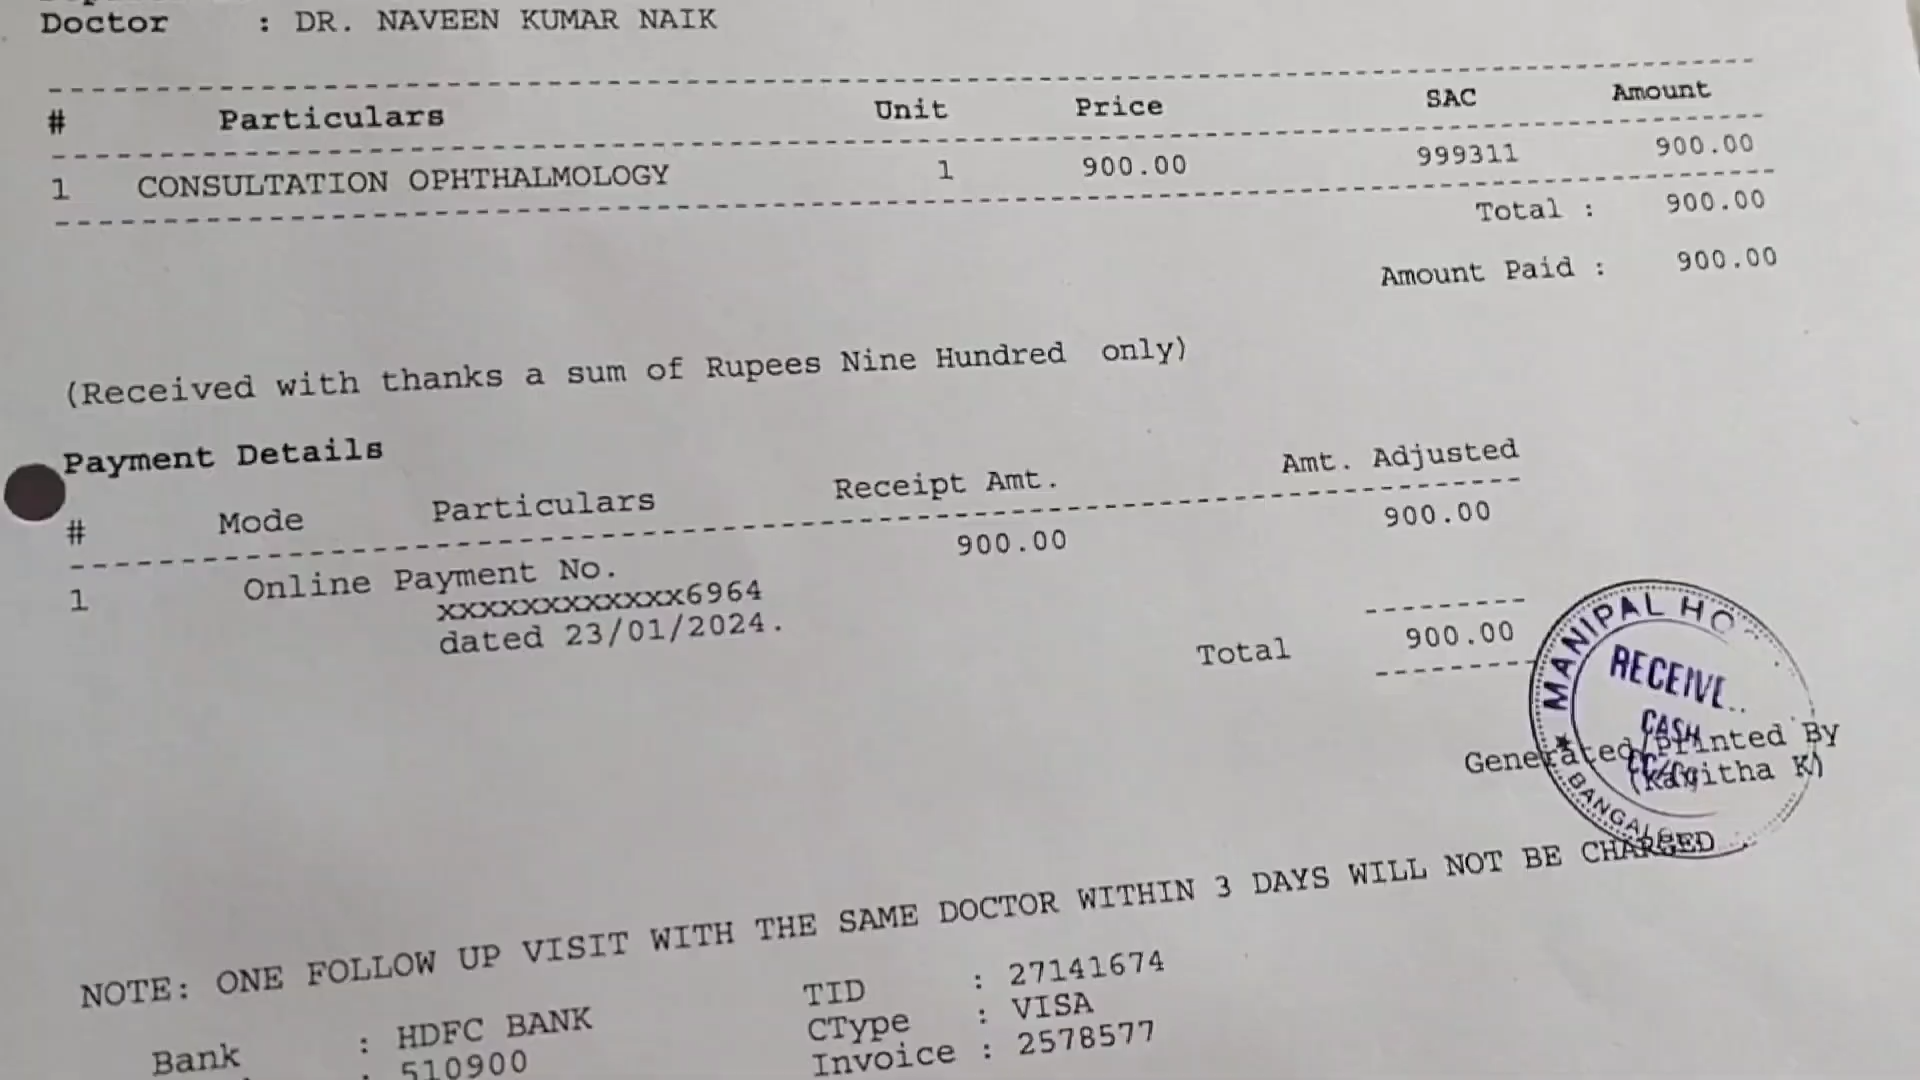 Doctor : DR. NAVEEN KUMAR NAIK
# Particulars Unit Price SAC Amount
1 CONSULTATION OPHTHALMOLOGY 1 900.00 999311 900.00
Total : 900.00
Amount Paid : 900.00
(Received with thanks a sum of Rupees Nine Hundred only)
Payment Details
# Mode Particulars Receipt Amt. Amt. Adjusted
1 Online Payment No. 900.00 900.00
xxxxxxxxxxxx6964
dated 23/01/2024.
Total 900.00
MANIPAL
RECEIVE
CASH
Generated/Printed By
NOTE: ONE FOLLOW UP VISIT WITH THE SAME DOCTOR WITHIN 3 DAYS WILL NOT BE CHARGED
Bank : HDFC BANK TID : 27141674
: 510900 CType : VISA
Invoice : 2578577